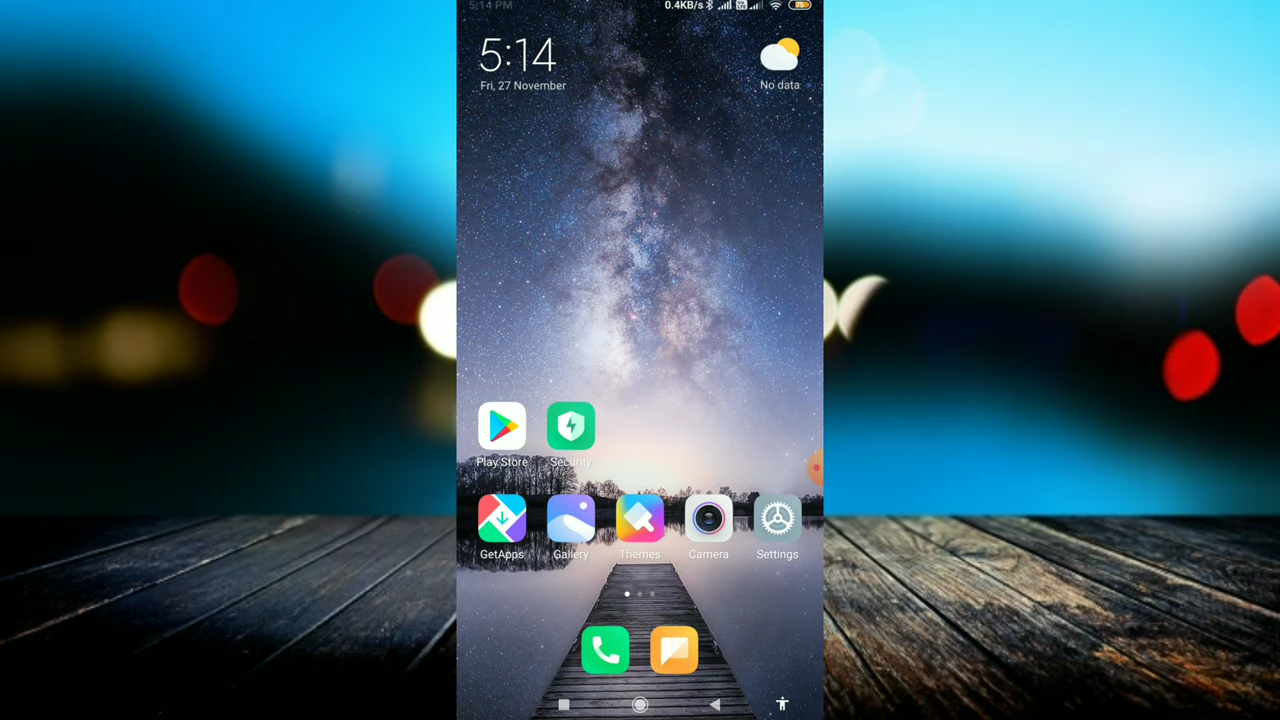 5:14 PM
0.4KB/s
75
5:14
Fri, 27 November
No data
Play Store
Security
GetApps
Gallery
Themes
Camera
Settings